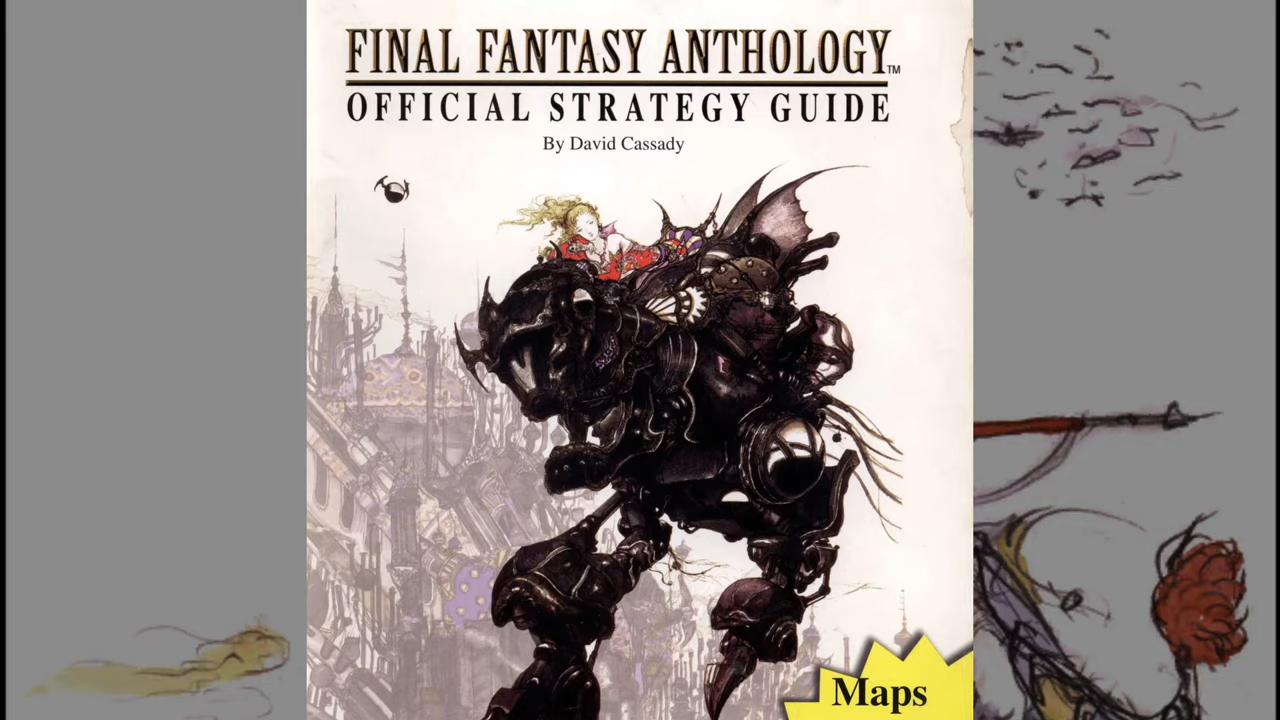 FINAL FANTASY ANTHOLOGY™
OFFICIAL STRATEGY GUIDE
By David Cassady
Maps